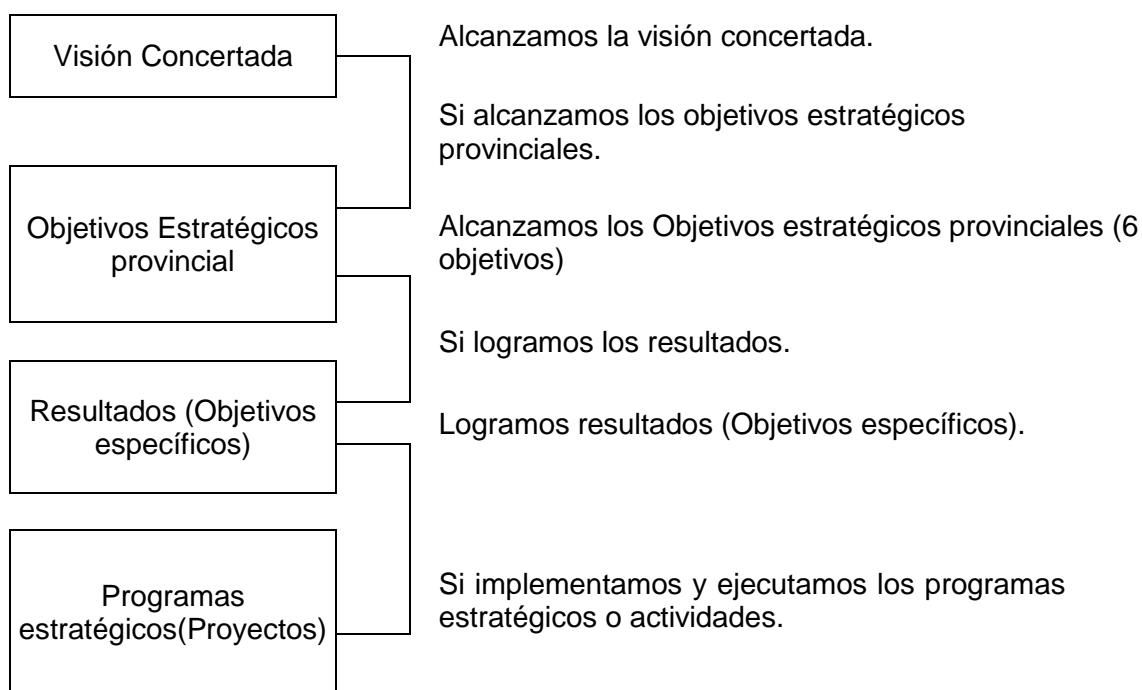 Visión Concertada
Alcanzamos la visión concertada.
Si alcanzamos los objetivos estratégicos
provinciales.
Objetivos Estratégicos
provincial
Alcanzamos los Objetivos estratégicos provinciales (6
objetivos)
Si logramos los resultados.
Resultados (Objetivos
específicos)
Logramos resultados (Objetivos específicos).
Programas
estratégicos(Proyectos)
Si implementamos y ejecutamos los programas
estratégicos o actividades.